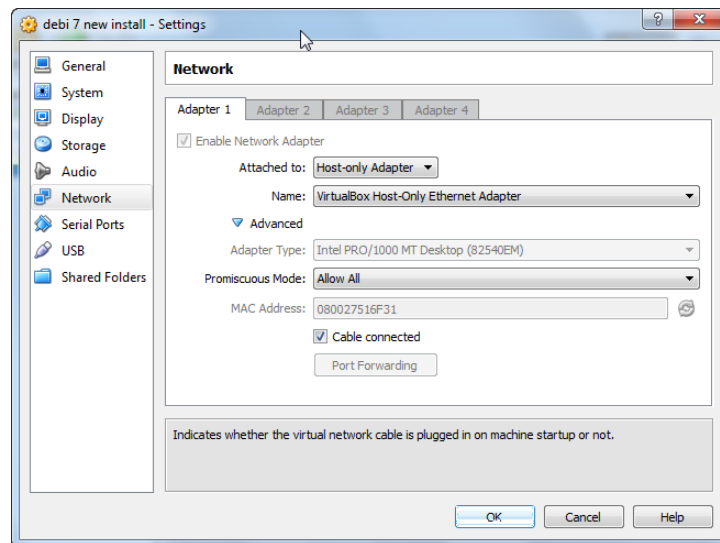 debi 7 new install - Settings
General
System
Display
Storage
Audio
Network
Serial Ports
USB
Shared Folders
Network
Adapter 1 Adapter 2 Adapter 3 Adapter 4
Enable Network Adapter
Attached to: Host-only Adapter
Name: VirtualBox Host-Only Ethernet Adapter
Advanced
Adapter Type: Intel PRO/1000 MT Desktop (82540EM)
Promiscuous Mode: Allow All
MAC Address: 080027516F31
Cable connected
Port Forwarding
Indicates whether the virtual network cable is plugged in on machine startup or not.
OK Cancel Help